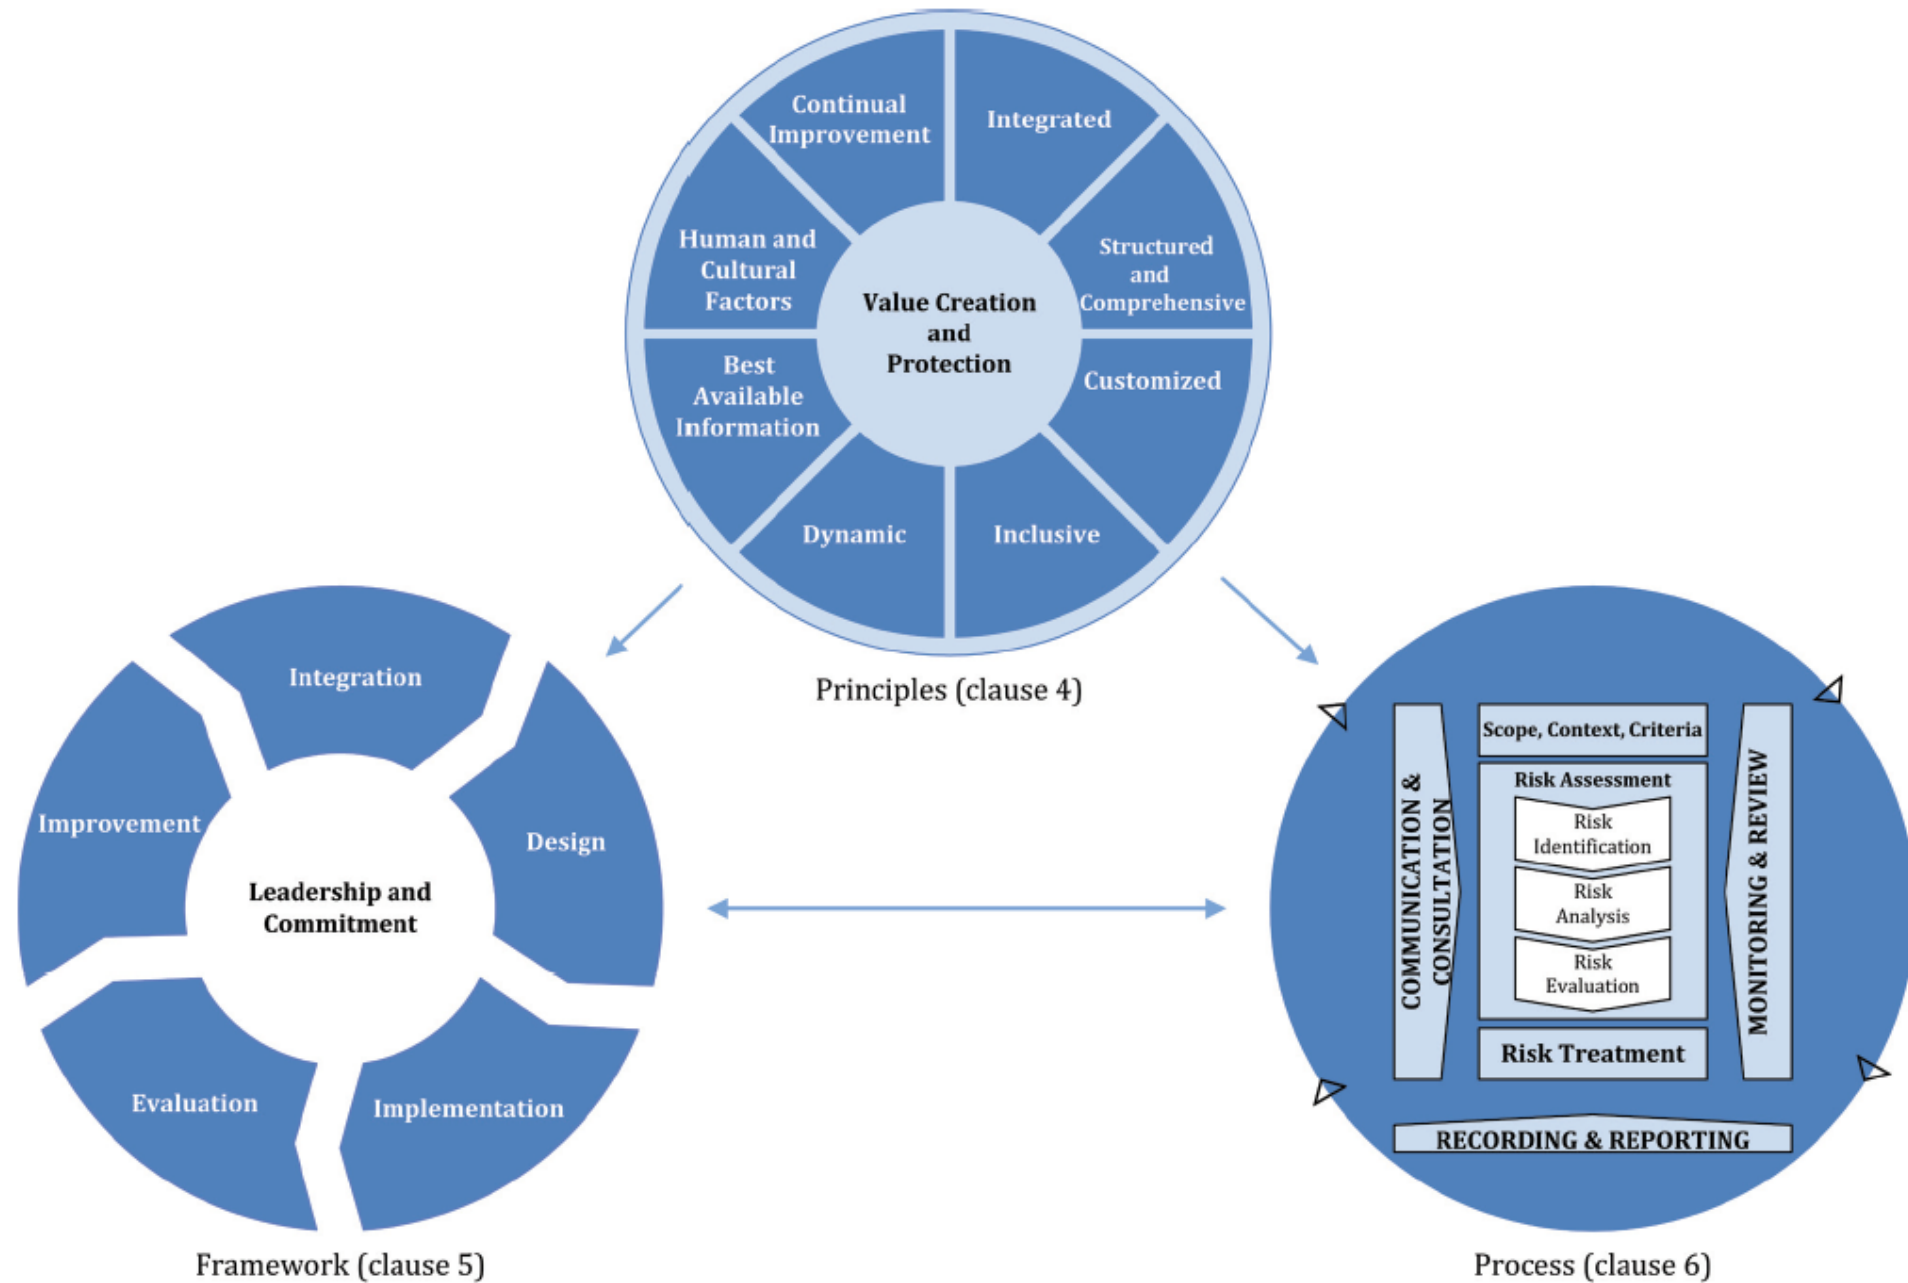 Continual
Improvement
Integrated
Structured
and
Comprehensive
Customized
Inclusive
Dynamic
Best
Available
Information
Human and
Cultural
Factors
Value Creation
and
Protection
Principles (clause 4)
Integration
Design
Implementation
Evaluation
Improvement
Leadership and
Commitment
Framework (clause 5)
COMMUNICATION &
CONSULTATION
Scope, Context, Criteria
Risk Assessment
Risk
Identification
Risk
Analysis
Risk
Evaluation
Risk Treatment
MONITORING & REVIEW
RECORDING & REPORTING
Process (clause 6)